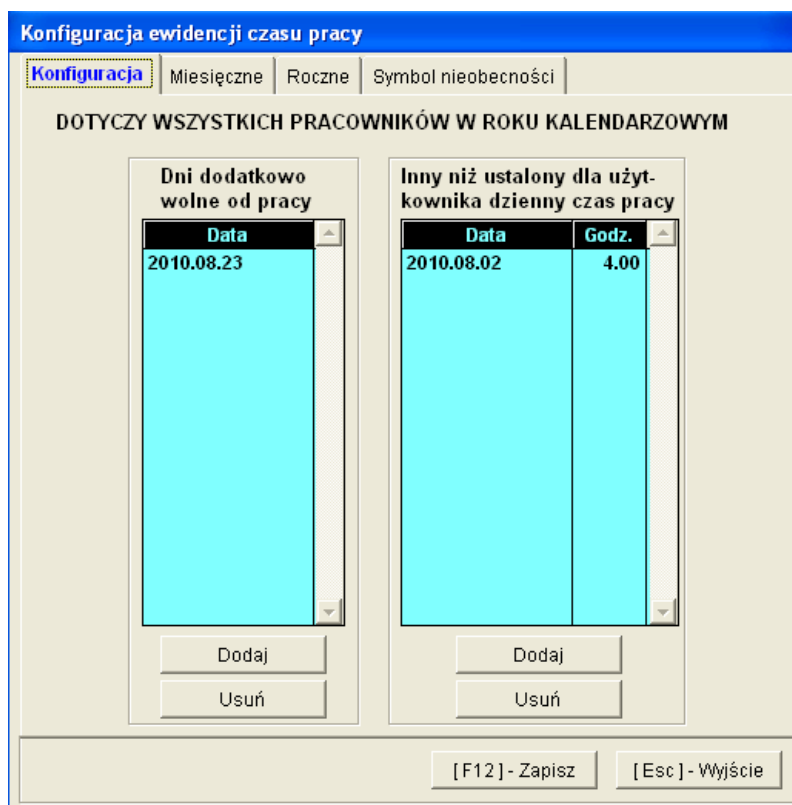 Konfiguracja ewidencji czasu pracy
Konfiguracja Miesięczne Roczne Symbol nieobecności
DOTYCZY WSZYSTKICH PRACOWNIKÓW W ROKU KALENDARZOWYM
Dni dodatkowo
wolne od pracy
Data
2010.08.23
Dodaj
Usuń
Inny niż ustalony dla użyt-
kownika dzienny czas pracy
Data Godz.
2010.08.02 4.00
Dodaj
Usuń
[F12] - Zapisz [Esc] - Wyjście